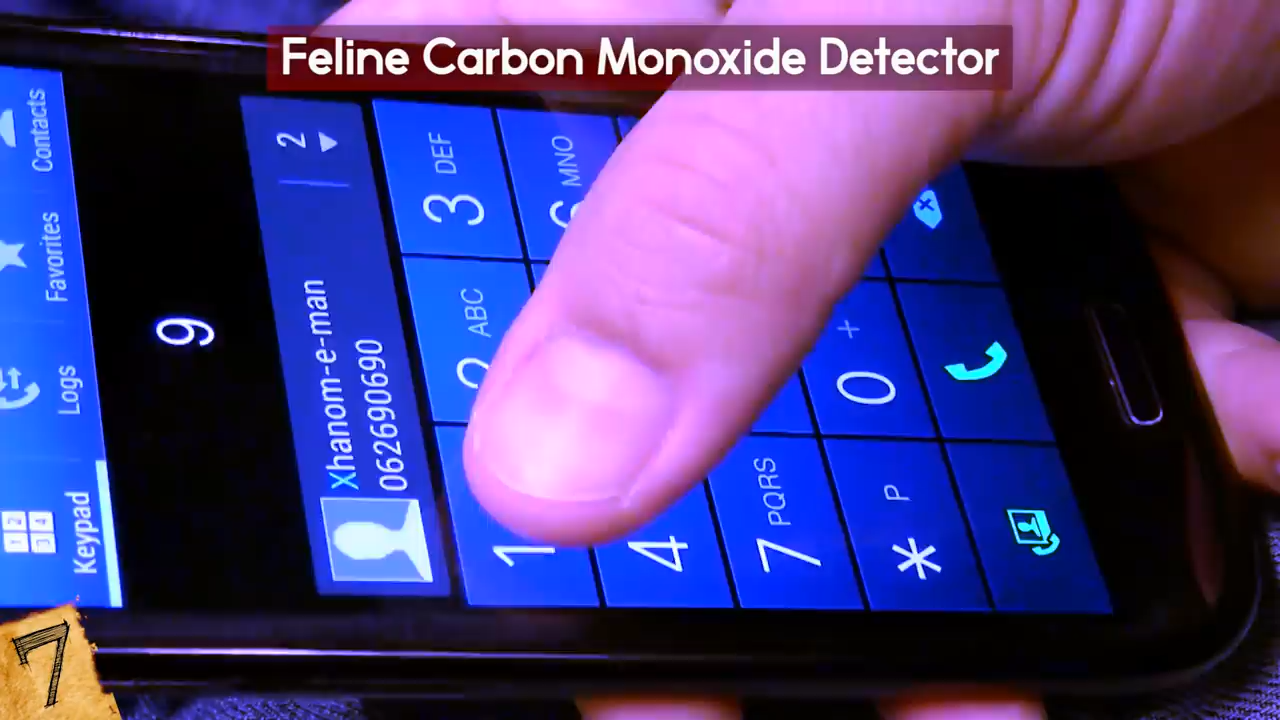 Feline Carbon Monoxide Detector
Keypad
Logs
Favorites
Contacts
9
Xhanom-e-man
062690690
2
1
2 ABC
3 DEF
4
6 MNO
7 PQRS
* P
0 +
7